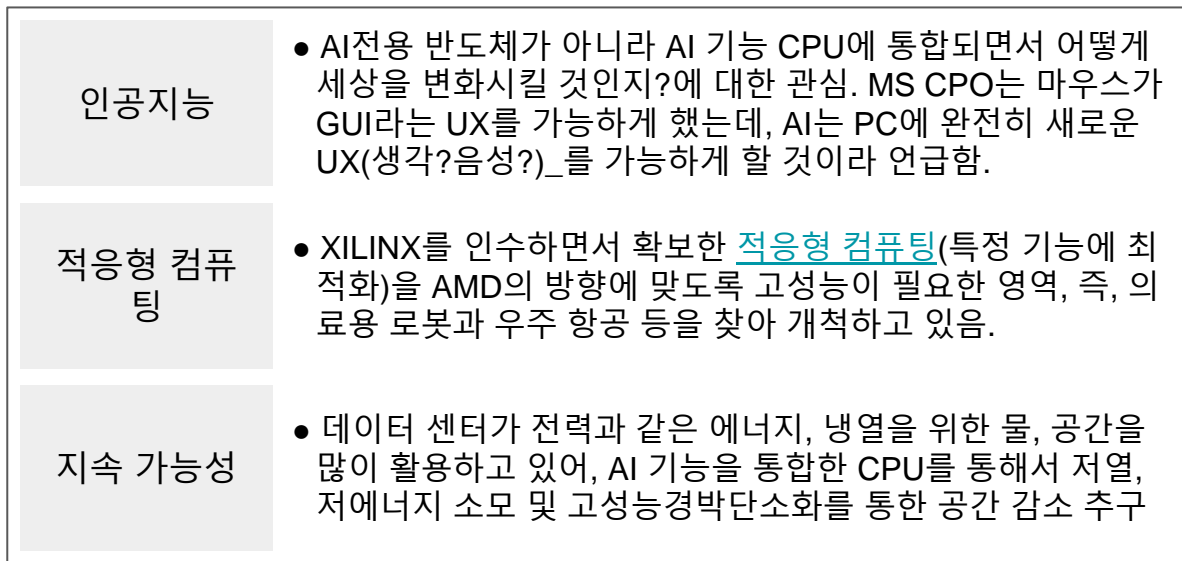 인공지능
● AI전용 반도체가 아니라 AI 기능 CPU에 통합되면서 어떻게
세상을 변화시킬 것인지?에 대한 관심. MS CPO는 마우스가
GUI라는 UX를 가능하게 했는데, AI는 PC에 완전히 새로운
UX(생각?음성?)_를 가능하게 할 것이라 언급함.
적응형 컴퓨
팅
● XILINX를 인수하면서 확보한 적응형 컴퓨팅(특정 기능에 최
적화)을 AMD의 방향에 맞도록 고성능이 필요한 영역, 즉, 의
료용 로봇과 우주 항공 등을 찾아 개척하고 있음.
지속 가능성
● 데이터 센터가 전력과 같은 에너지, 냉열을 위한 물, 공간을
많이 활용하고 있어, AI 기능을 통합한 CPU를 통해서 저열,
저에너지 소모 및 고성능경박단소화를 통한 공간 감소 추구